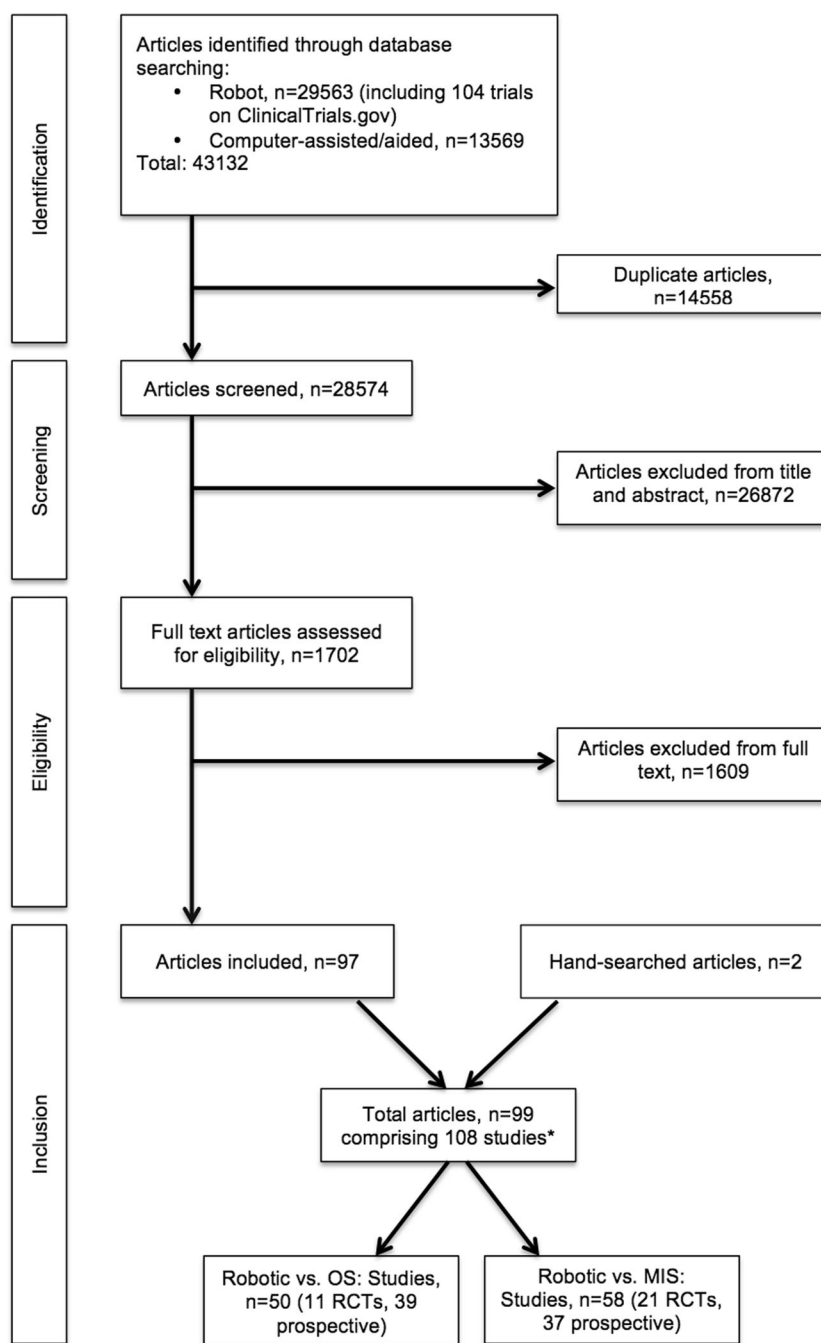 Identification
Articles identified through database
searching:
• Robot, n=29563 (including 104 trials
on ClinicalTrials.gov)
• Computer-assisted/aided, n=13569
Total: 43132
Duplicate articles,
n=14558
Screening
Articles screened, n=28574
Articles excluded from title
and abstract, n=26872
Eligibility
Full text articles assessed
for eligibility, n=1702
Articles excluded from full
text, n=1609
Inclusion
Articles included, n=97
Hand-searched articles, n=2
Total articles, n=99
comprising 108 studies*
Robotic vs. OS: Studies,
n=50 (11 RCTs, 39
prospective)
Robotic vs. MIS:
Studies, n=58 (21 RCTs,
37 prospective)